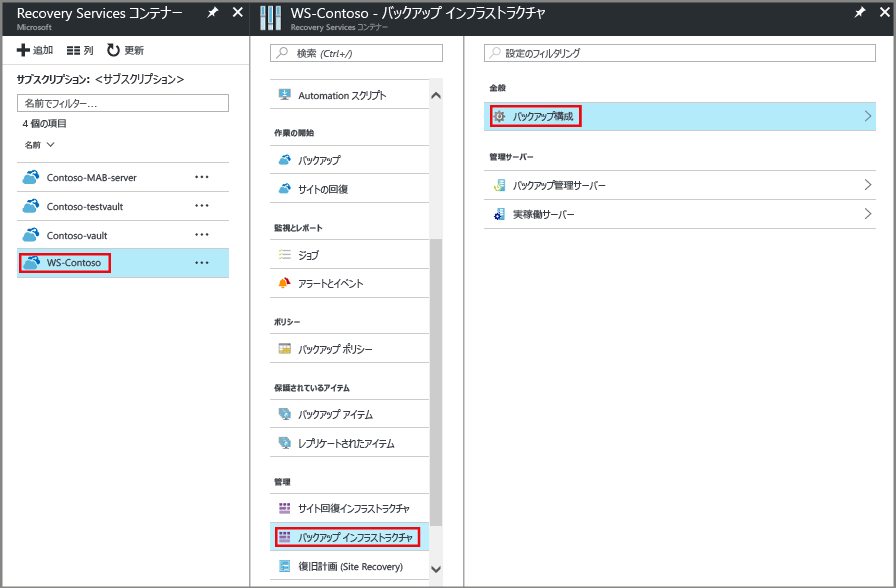 Recovery Services コンテナー
Microsoft
追加
列
更新
サブスクリプション: <サブスクリプション>
名前でフィルター...
4 個の項目
名前
Contoso-MAB-server
Contoso-testvault
Contoso-vault
WS-Contoso
WS-Contoso - バックアップ インフラストラクチャ
Recovery Services コンテナー
検索 (Ctrl+/)
Automation スクリプト
作業の開始
バックアップ
サイトの回復
監視とレポート
ジョブ
アラートとイベント
ポリシー
バックアップ ポリシー
保護されているアイテム
バックアップ アイテム
レプリケートされたアイテム
管理
サイト回復インフラストラクチャ
バックアップ インフラストラクチャ
復旧計画 (Site Recovery)
設定のフィルタリング
全般
バックアップ構成
管理サーバー
バックアップ管理サーバー
実稼働サーバー